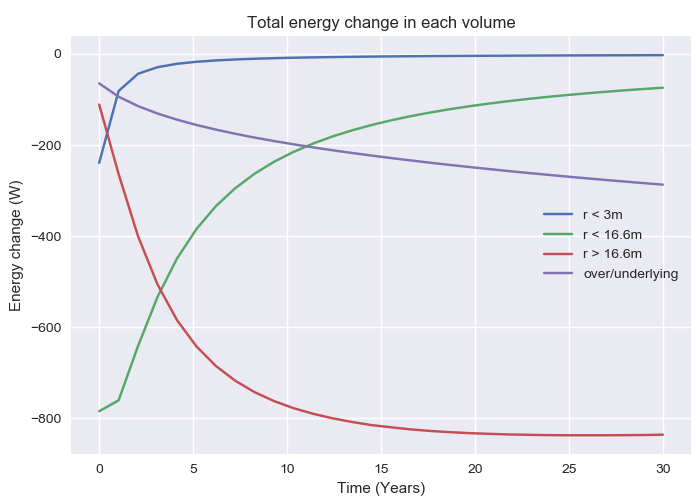 Total energy change in each volume
Energy change (W)
0
−200
−400
−600
−800
r < 3m
r < 16.6m
r > 16.6m
over/underlying
0 5 10 15 20 25 30
Time (Years)